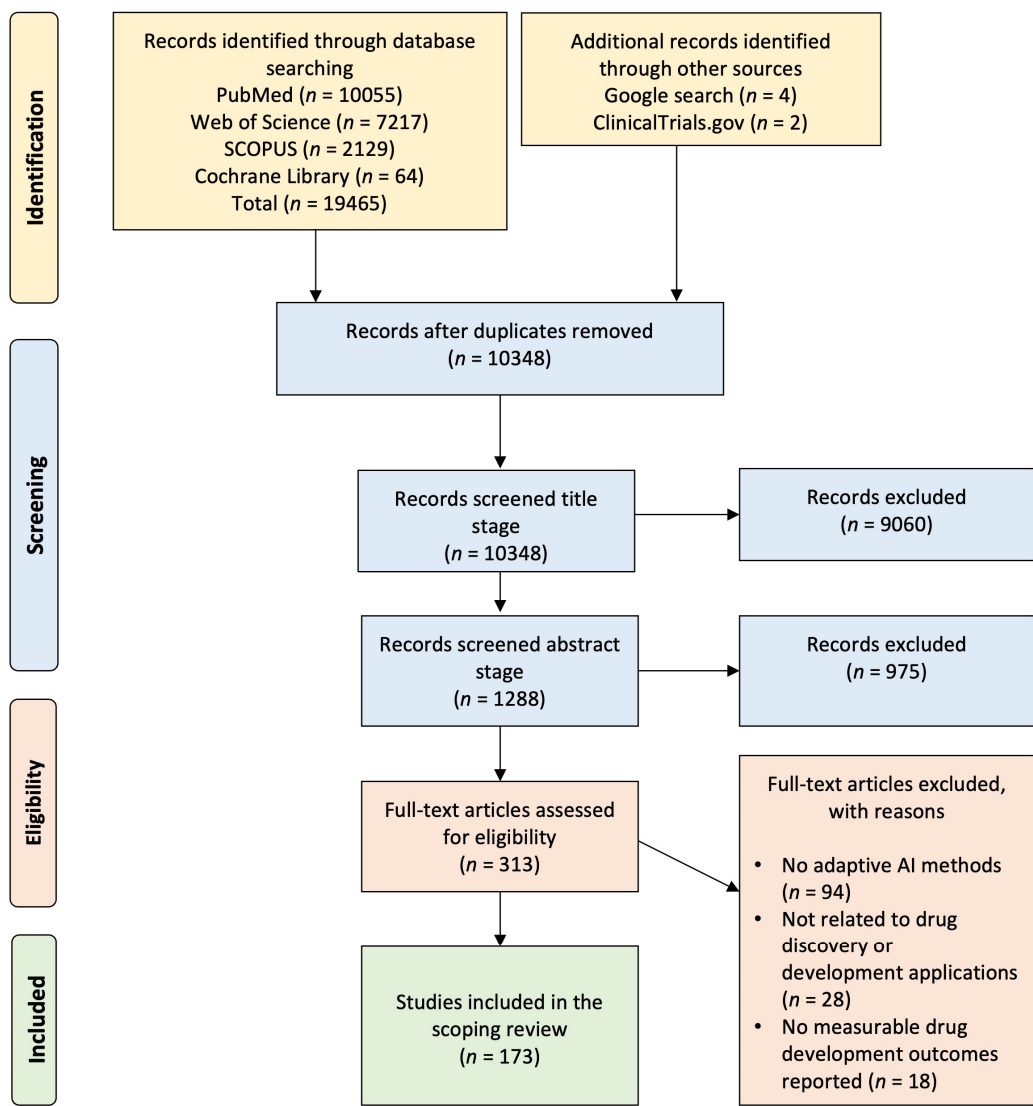 Identification
Records identified through database
searching
PubMed (n = 10055)
Web of Science (n = 7217)
SCOPUS (n = 2129)
Cochrane Library (n = 64)
Total (n = 19465)
Additional records identified
through other sources
Google search (n = 4)
ClinicalTrials.gov (n = 2)
Records after duplicates removed
(n = 10348)
Screening
Records screened title
stage
(n = 10348)
Records excluded
(n = 9060)
Records screened abstract
stage
(n = 1288)
Records excluded
(n = 975)
Eligibility
Full-text articles assessed
for eligibility
(n = 313)
Full-text articles excluded,
with reasons
• No adaptive AI methods
(n = 94)
• Not related to drug
discovery or
development applications
(n = 28)
• No measurable drug
development outcomes
reported (n = 18)
Included
Studies included in the
scoping review
(n = 173)